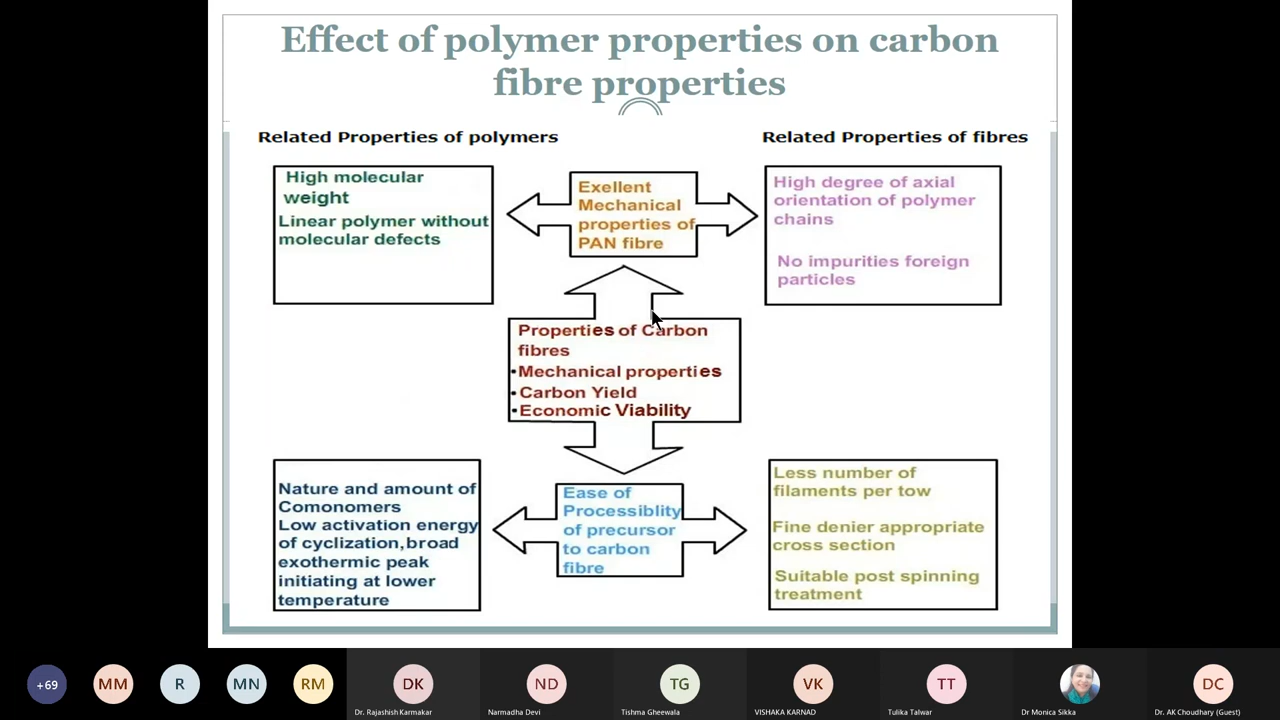 Effect of polymer properties on carbon
fibre properties
Related Properties of polymers
Related Properties of fibres
High molecular
weight
Linear polymer without
molecular defects
Exellent
Mechanical
properties of
PAN fibre
High degree of axial
orientation of polymer
chains
No impurities foreign
particles
Properties of Carbon
fibres
•Mechanical properties
•Carbon Yield
•Economic Viability
Nature and amount of
Comonomers
Low activation energy
of cyclization,broad
exothermic peak
initiating at lower
temperature
Ease of
Processiblity
of precursor
to carbon
fibre
Less number of
filaments per tow
Fine denier appropriate
cross section
Suitable post spinning
treatment
+69
MM
R
MN
RM
DK
ND
TG
VK
TT
DC
Dr. Rajashish Karmakar
Narmadha Devi
Tishma Gheewala
VISHAKA KARNAD
Tulika Talwar
Dr Monica Sikka
Dr. AK Choudhary (Guest)